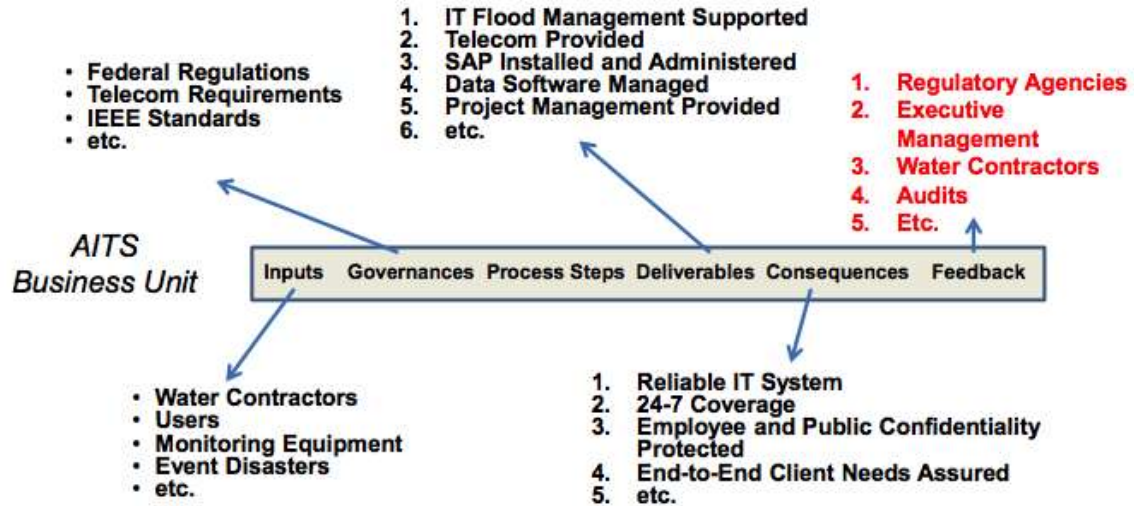 1. IT Flood Management Supported
2. Telecom Provided
3. SAP Installed and Administered
4. Data Software Managed
5. Project Management Provided
6. etc.
• Federal Regulations
• Telecom Requirements
• IEEE Standards
• etc.
1. Regulatory Agencies
2. Executive
Management
3. Water Contractors
4. Audits
5. Etc.
AITS
Business Unit
Inputs Governances Process Steps Deliverables Consequences Feedback
• Water Contractors
• Users
• Monitoring Equipment
• Event Disasters
• etc.
1. Reliable IT System
2. 24-7 Coverage
3. Employee and Public Confidentiality
Protected
4. End-to-End Client Needs Assured
5. etc.